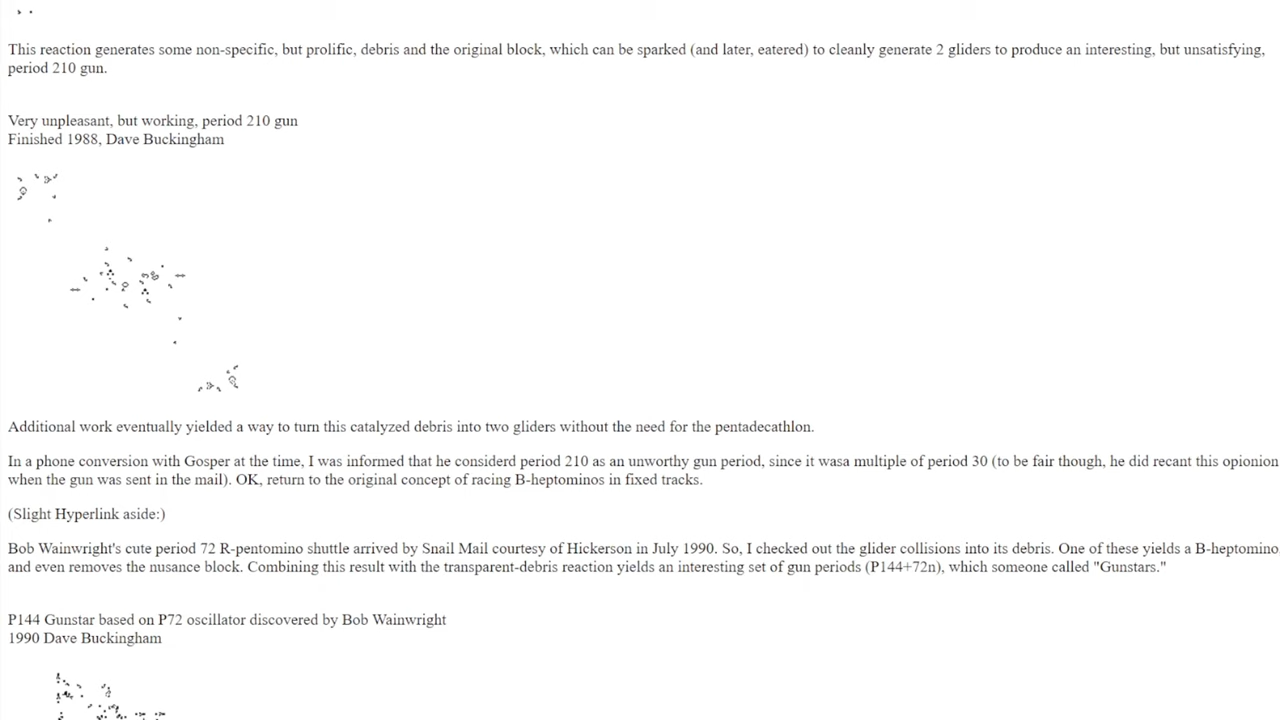 This reaction generates some non-specific, but prolific, debris and the original block, which can be sparked (and later, eatered) to cleanly generate 2 gliders to produce an interesting, but unsatisfying,
period 210 gun.
Very unpleasant, but working, period 210 gun
Finished 1988, Dave Buckingham
Additional work eventually yielded a way to turn this catalyzed debris into two gliders without the need for the pentadecathlon.
In a phone conversion with Gosper at the time, I was informed that he considerd period 210 as an unworthy gun period, since it wasa multiple of period 30 (to be fair though, he did recant this opionion
when the gun was sent in the mail). OK, return to the original concept of racing B-heptominos in fixed tracks.
(Slight Hyperlink aside:)
Bob Wainwright's cute period 72 R-pentomino shuttle arrived by Snail Mail courtesy of Hickerson in July 1990. So, I checked out the glider collisions into its debris. One of these yields a B-heptomino
and even removes the nusance block. Combining this result with the transparent-debris reaction yields an interesting set of gun periods (P144+72n), which someone called "Gunstars."
P144 Gunstar based on P72 oscillator discovered by Bob Wainwright
1990 Dave Buckingham